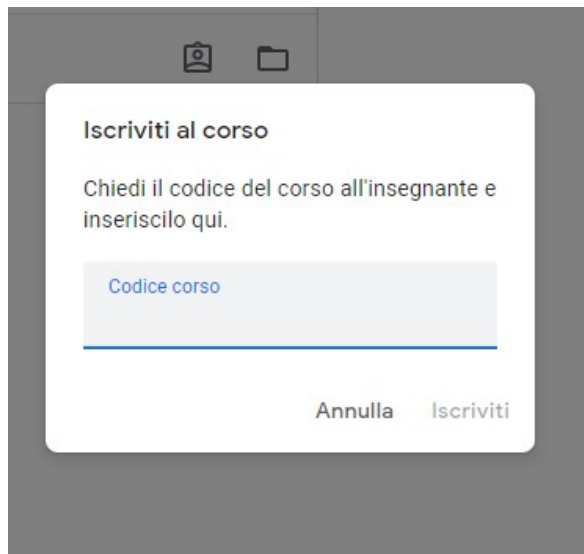 Iscriviti al corso
Chiedi il codice del corso all'insegnante e
inseriscilo qui.
Codice corso
Annulla Iscriviti